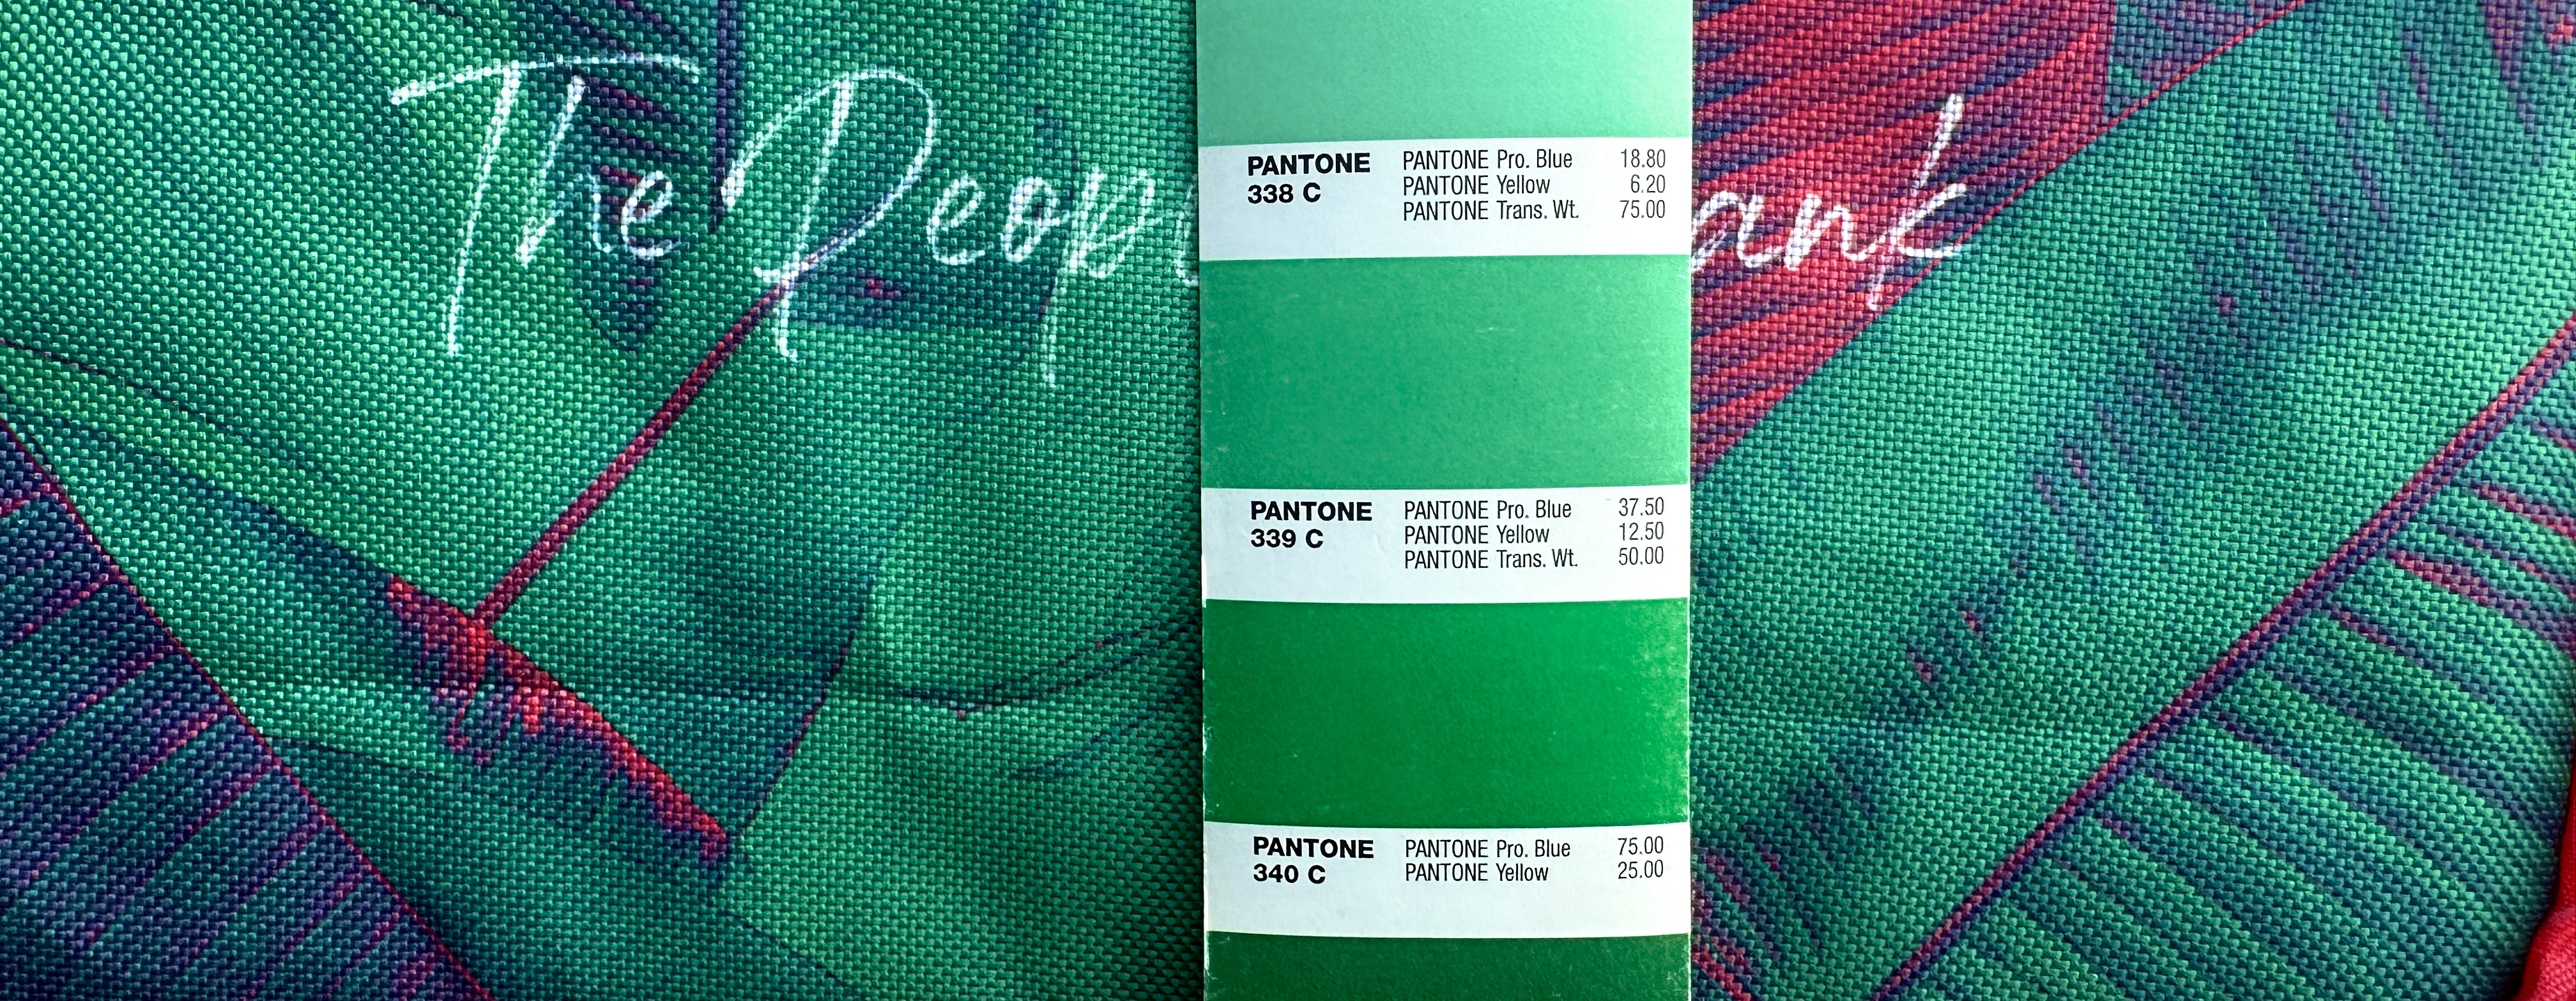 The Peop
ank
PANTONE PANTONE Pro. Blue 18.80
338 C PANTONE Yellow 6.20
PANTONE Trans. Wt. 75.00
PANTONE PANTONE Pro. Blue 37.50
339 C PANTONE Yellow 12.50
PANTONE Trans. Wt. 50.00
PANTONE PANTONE Pro. Blue 75.00
340 C PANTONE Yellow 25.00